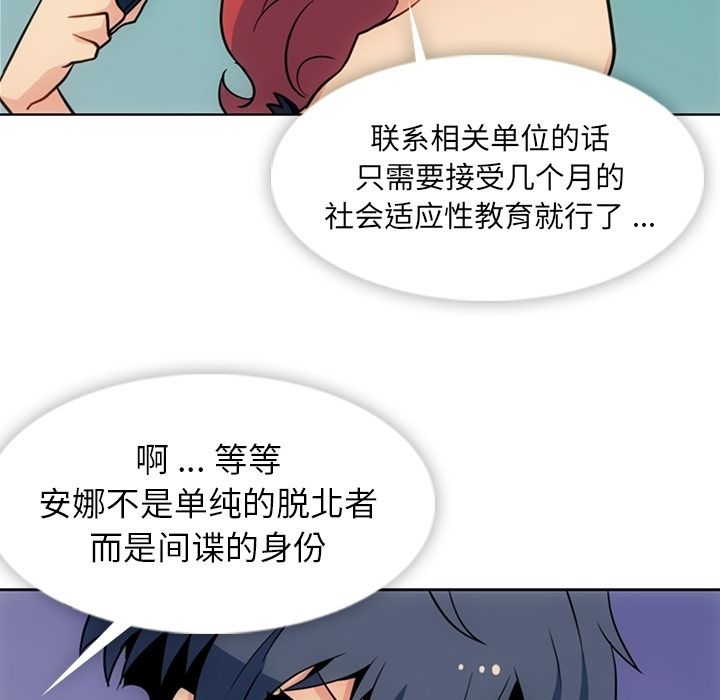 联系相关单位的话
只需要接受几个月的
社会适应性教育就行了 ...
啊 ... 等等
安娜不是单纯的脱北者
而是间谍的身份